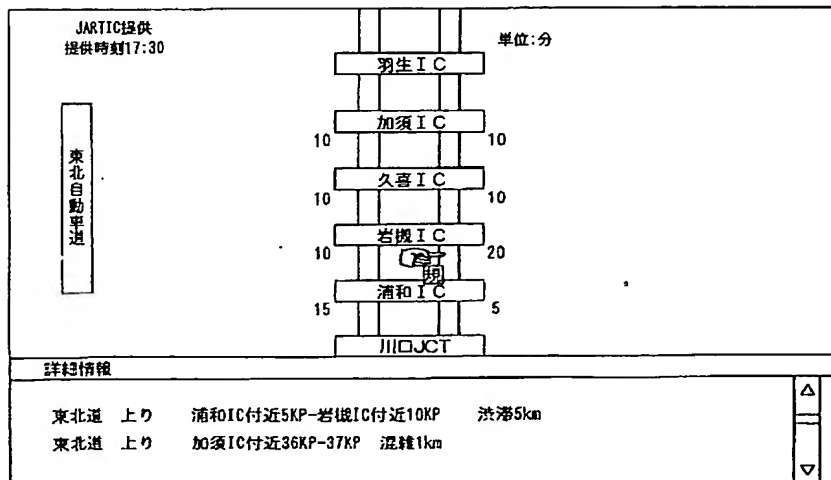 JARTIC提供
提供時刻17:30
単位:分
東北自動車道
羽生IC
加須IC
10
10
久喜IC
10
10
岩槻IC
10
20
現
浦和IC
15
5
川口JCT
詳細情報
東北道 上り 浦和IC付近5KP-岩槻IC付近10KP 渋滞5km
東北道 上り 加須IC付近36KP-37KP 混雑1km